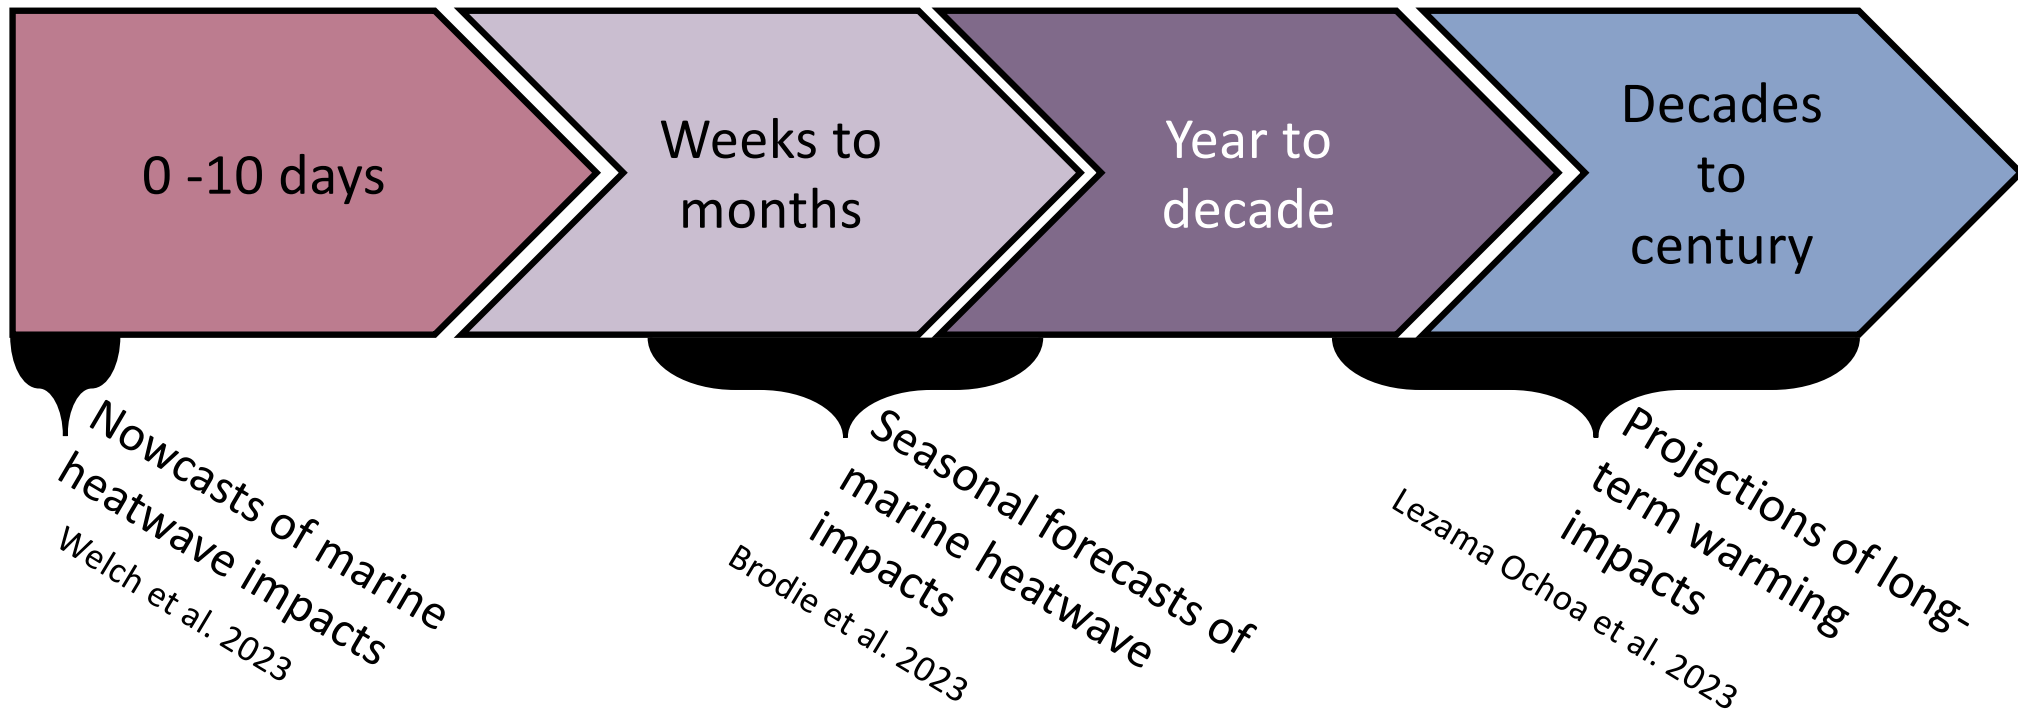 0 -10 days
Weeks to
months
Year to
decade
Decades
to
century
Nowcasts of marine
heatwave impacts
Welch et al. 2023
Seasonal forecasts of
marine heatwave
impacts
Brodie et al. 2023
Projections of long-
term warming
impacts
Lezama Ochoa et al. 2023